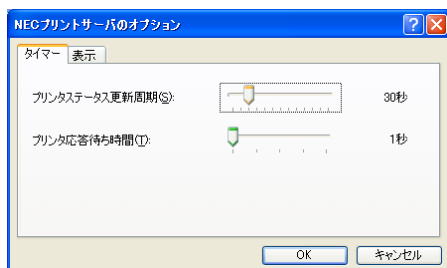 NECプリントサーバのオプション
タイマー 表示
プリンタステータス更新周期(S): 30秒
プリンタ応答待ち時間(T): 1秒
OK キャンセル